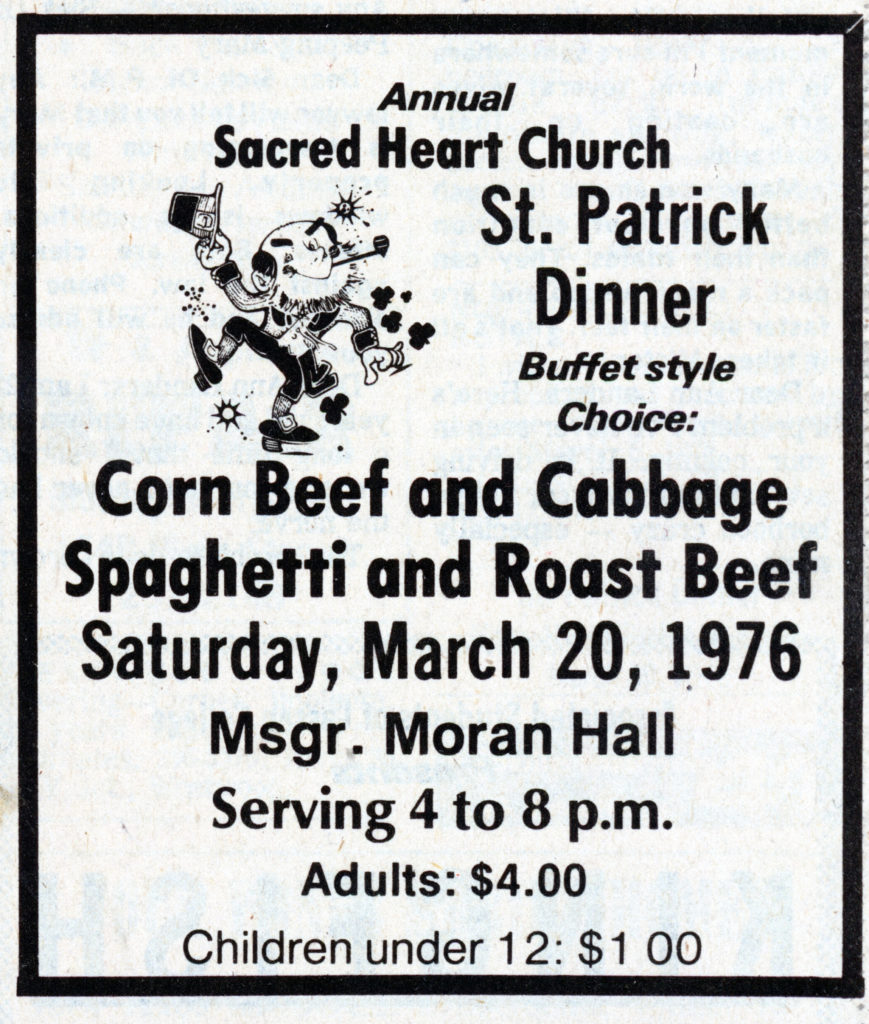 Annual
Sacred Heart Church
St. Patrick
Dinner
Buffet style
Choice:
Corn Beef and Cabbage
Spaghetti and Roast Beef
Saturday, March 20, 1976
Msgr. Moran Hall
Serving 4 to 8 p.m.
Adults: $4.00
Children under 12: $1 00